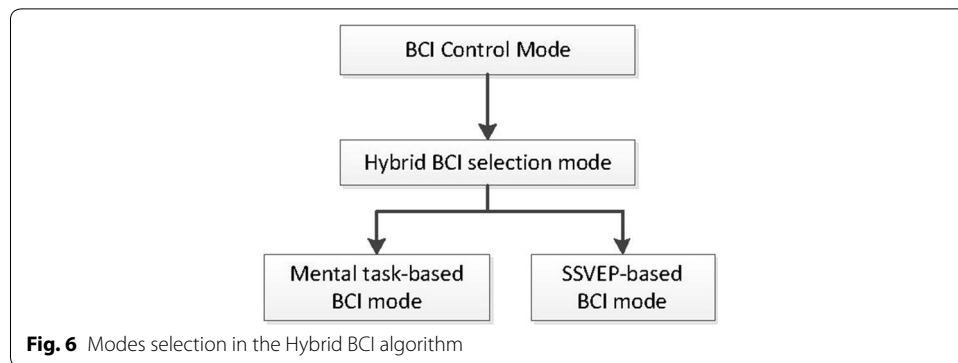 BCI Control Mode
Hybrid BCI selection mode
Mental task-based
BCI mode
SSVEP-based
BCI mode
Fig. 6 Modes selection in the Hybrid BCI algorithm